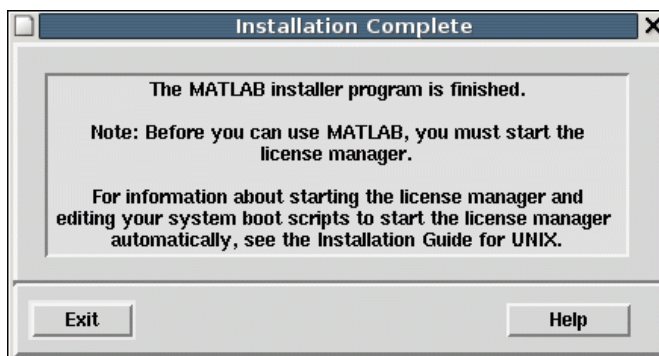 Installation Complete
The MATLAB installer program is finished.
Note: Before you can use MATLAB, you must start the
license manager.
For information about starting the license manager and
editing your system boot scripts to start the license manager
automatically, see the Installation Guide for UNIX.
Exit
Help